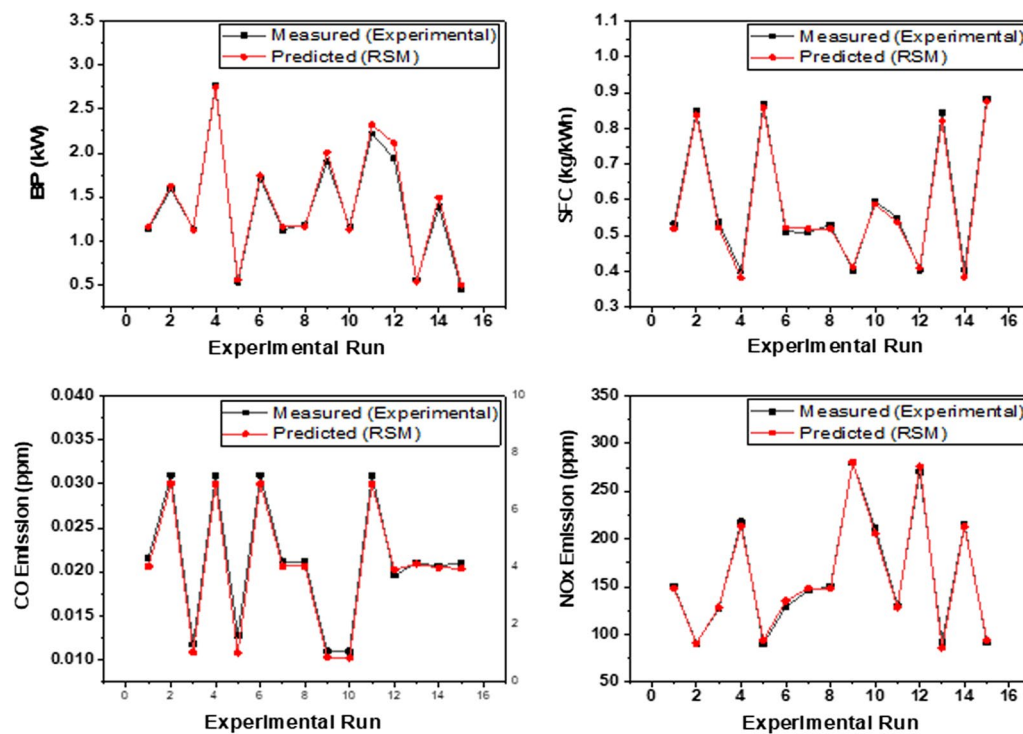 3.5
3.0
2.5
2.0
1.5
1.0
0.5
BP (kW)
Measured (Experimental)
Predicted (RSM)
0 2 4 6 8 10 12 14 16
Experimental Run
1.1
1.0
0.9
0.8
0.7
0.6
0.5
0.4
0.3
SFC (kg/kWh)
Measured (Experimental)
Predicted (RSM)
0 2 4 6 8 10 12 14 16
Experimental Run
0.040
0.035
0.030
0.025
0.020
0.015
0.010
CO Emission (ppm)
Measured (Experimental)
Predicted (RSM)
10
8
6
4
2
0
0 2 4 6 8 10 12 14 16
Experimental Run
350
300
250
200
150
100
50
NOx Emission (ppm)
Measured (Experimental)
Predicted (RSM)
0 2 4 6 8 10 12 14 16
Experimental Run